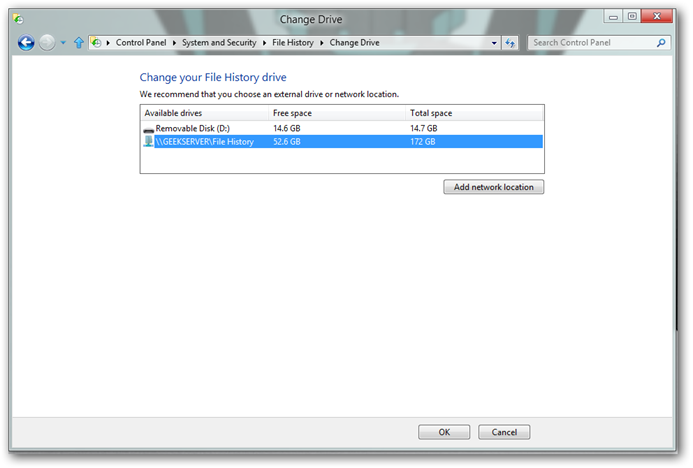 Change Drive
Control Panel System and Security File History Change Drive Search Control Panel
Change your File History drive
We recommend that you choose an external drive or network location.
Available drives Free space Total space
Removable Disk (D:) 14.6 GB 14.7 GB
\\GEEKSERVER\File History 52.6 GB 172 GB
Add network location
OK Cancel